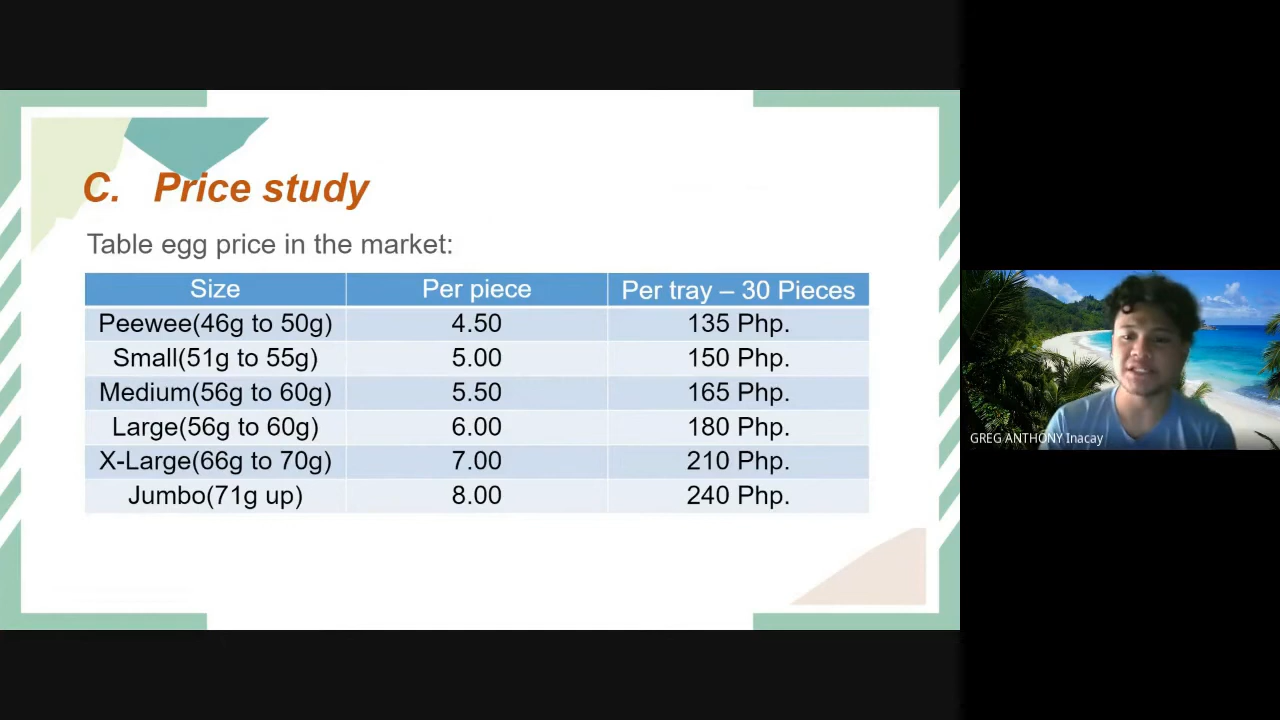 C. Price study
Table egg price in the market:
Size Per piece Per tray – 30 Pieces
Peewee(46g to 50g) 4.50 135 Php.
Small(51g to 55g) 5.00 150 Php.
Medium(56g to 60g) 5.50 165 Php.
Large(56g to 60g) 6.00 180 Php.
X-Large(66g to 70g) 7.00 210 Php.
Jumbo(71g up) 8.00 240 Php.
GREG ANTHONY Inacay